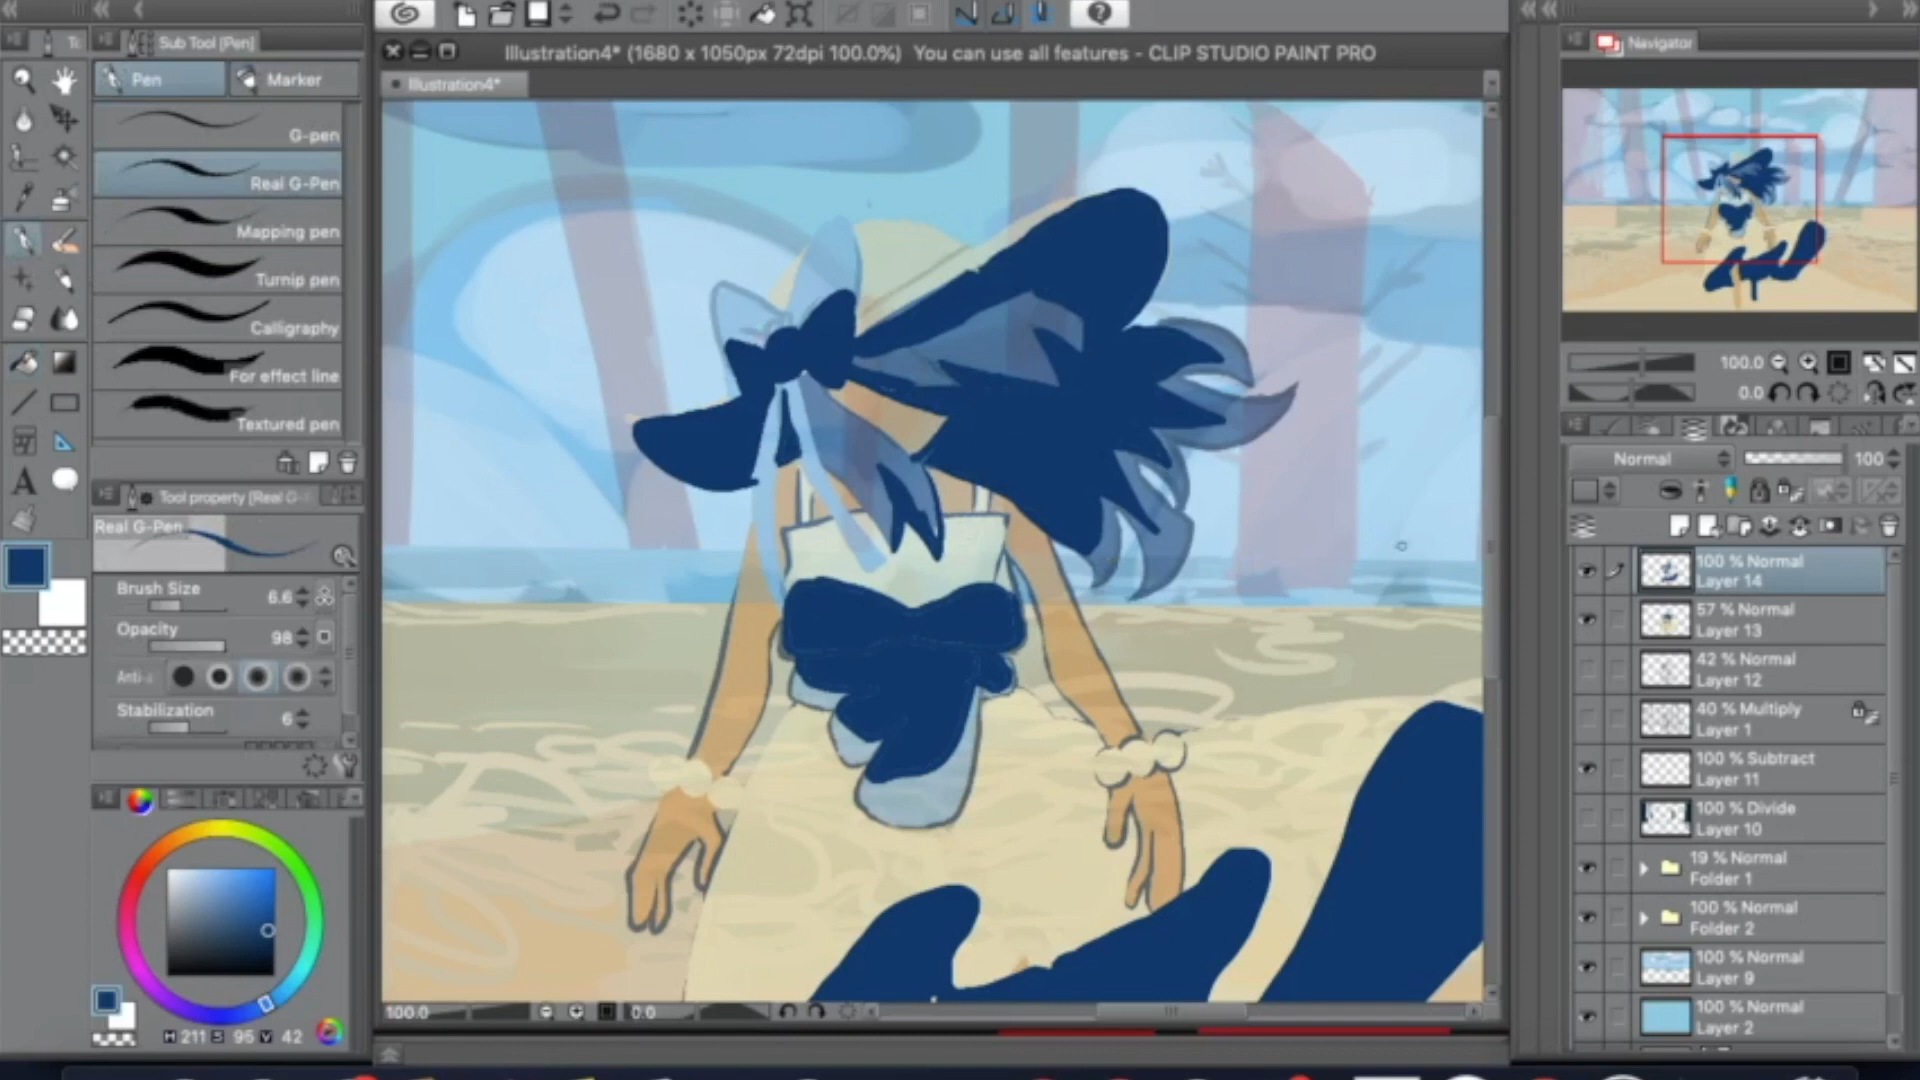 Sub Tool [Pen]
Pen
Marker
G-pen
Real G-Pen
Mapping pen
Turnip pen
Calligraphy
For effect line
Textured pen
Tool property [Real G-
Real G-Pen
Brush Size
6.6
Opacity
98
Anti-a
Stabilization
6
H 211 S 95 V 42
Illustration4* (1680 x 1050px 72dpi 100.0%) You can use all features - CLIP STUDIO PAINT PRO
Illustration4*
100.0
0.0
Navigator
100.0
0.0
Normal
100
100 % Normal
Layer 14
57 % Normal
Layer 13
42 % Normal
Layer 12
40 % Multiply
Layer 1
100 % Subtract
Layer 11
100 % Divide
Layer 10
19 % Normal
Folder 1
100 % Normal
Folder 2
100 % Normal
Layer 9
100 % Normal
Layer 2